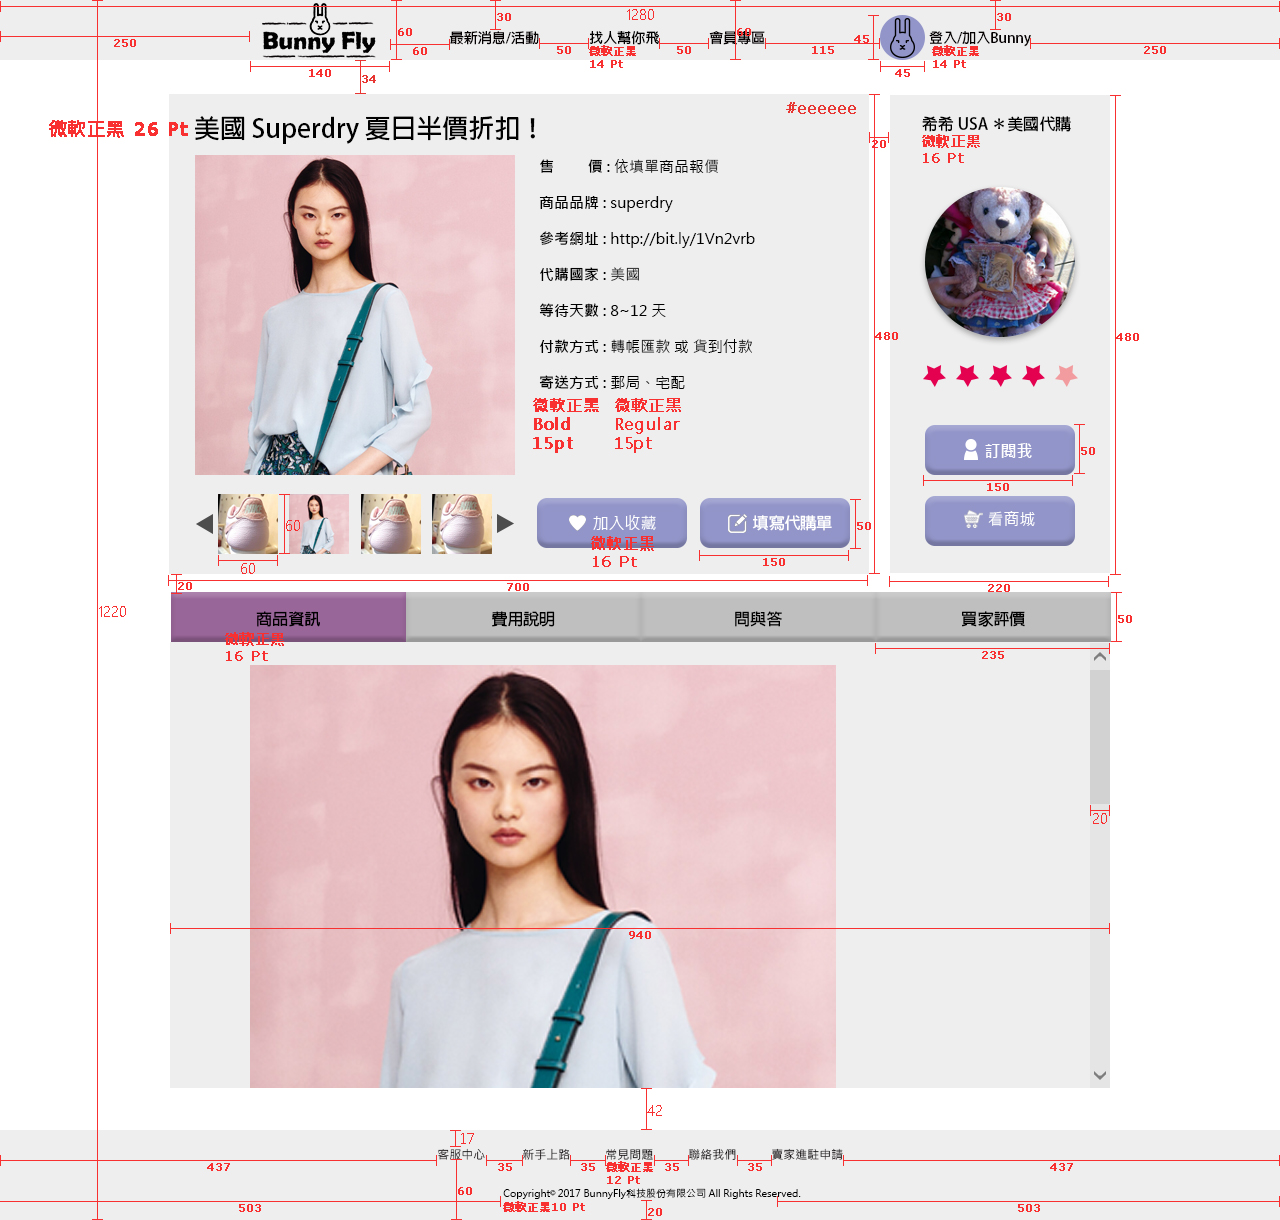 1280
30
30
60
60
45
Bunny Fly
最新消息/活動
找人幫你飛
會員專區
登入/加入Bunny
250
60
50
50
115
250
微軟正黑
14 Pt
微軟正黑
14 Pt
140
34
45
#eeeeee
微軟正黑 26 Pt
美國 Superdry 夏日半價折扣！
20
希希 USA ＊美國代購
微軟正黑
16 Pt
售 價 : 依填單商品報價
商品品牌 : superdry
參考網址 : http://bit.ly/1Vn2vrb
代購國家 : 美國
等待天數 : 8~12 天
付款方式 : 轉帳匯款 或 貨到付款
寄送方式 : 郵局、宅配
微軟正黑 微軟正黑
Bold Regular
15pt 15pt
480
480
訂閱我
50
150
看商城
60
60
加入收藏
填寫代購單
50
微軟正黑
16 Pt
150
20
700
220
1220
商品資訊
費用說明
問與答
買家評價
50
微軟正黑
16 Pt
235
20
940
42
17
客服中心
新手上路
常見問題
聯絡我們
賣家進駐申請
437
35
35
35
35
437
微軟正黑
12 Pt
60
Copyright© 2017 BunnyFly科技股份有限公司 All Rights Reserved.
503
微軟正黑10 Pt
20
503